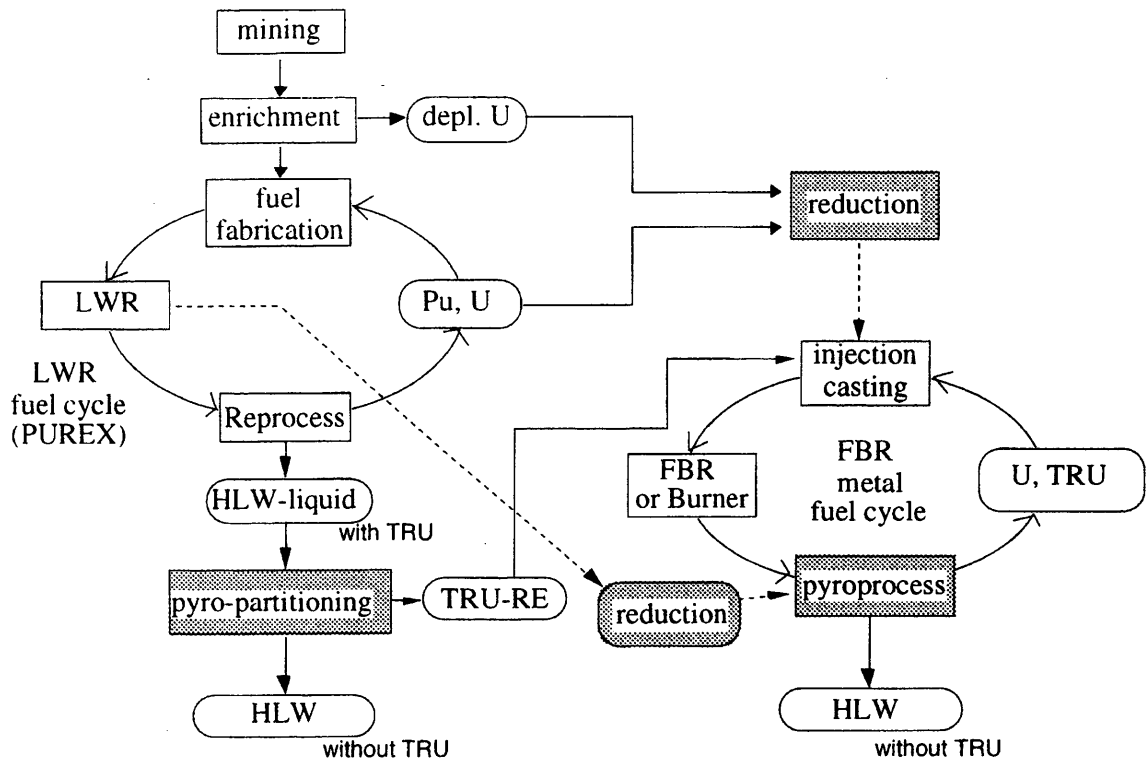 mining
enrichment
depl. U
fuel
fabrication
reduction
LWR
Pu, U
injection
casting
LWR
fuel cycle
(PUREX)
Reprocess
FBR
or Burner
FBR
metal
fuel cycle
U, TRU
HLW-liquid
with TRU
pyro-partitioning
TRU-RE
reduction
pyroprocess
HLW
without TRU
HLW
without TRU